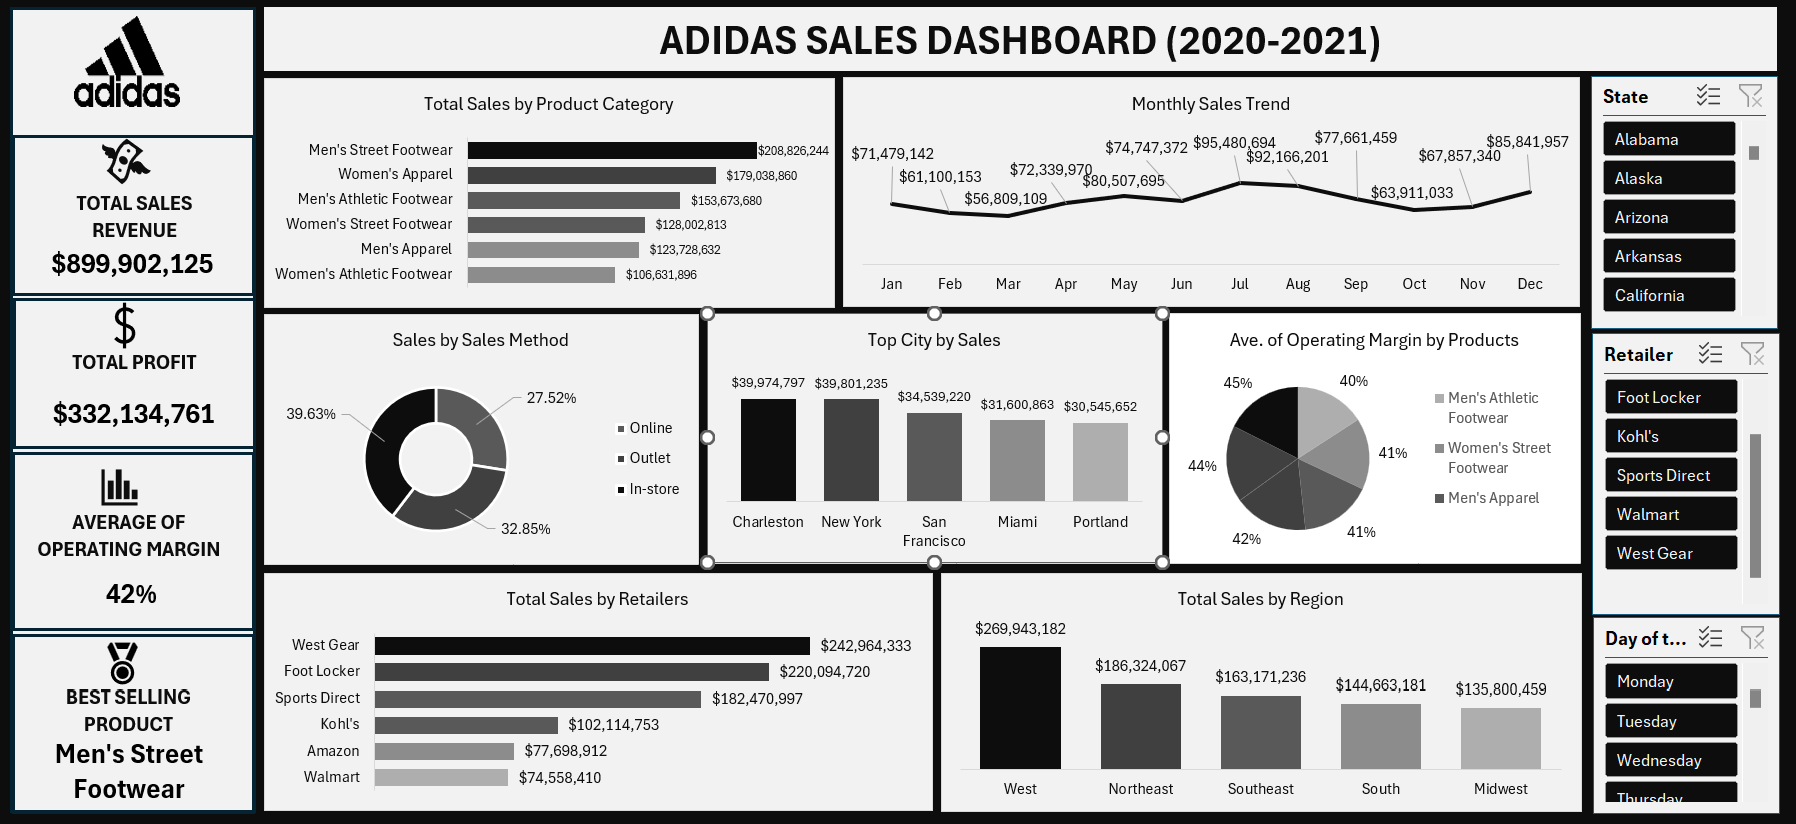 adidas
TOTAL SALES
REVENUE
$899,902,125
TOTAL PROFIT
$332,134,761
AVERAGE OF
OPERATING MARGIN
42%
BEST SELLING
PRODUCT
Men's Street
Footwear
ADIDAS SALES DASHBOARD (2020-2021)
Total Sales by Product Category
Men's Street Footwear $208,826,244
Women's Apparel $179,038,860
Men's Athletic Footwear $153,673,680
Women's Street Footwear $128,002,813
Men's Apparel $123,728,632
Women's Athletic Footwear $106,631,896
Monthly Sales Trend
$71,479,142
$61,100,153
$56,809,109
$72,339,970
$80,507,695
$74,747,372
$95,480,694
$92,166,201
$77,661,459
$63,911,033
$67,857,340
$85,841,957
Jan Feb Mar Apr May Jun Jul Aug Sep Oct Nov Dec
Sales by Sales Method
39.63%
27.52%
32.85%
Online
Outlet
In-store
Top City by Sales
$39,974,797 $39,801,235 $34,539,220 $31,600,863 $30,545,652
Charleston New York San Miami Portland
Francisco
Ave. of Operating Margin by Products
45% 40%
44% 41%
42% 41%
Men's Athletic
Footwear
Women's Street
Footwear
Men's Apparel
Total Sales by Retailers
West Gear $242,964,333
Foot Locker $220,094,720
Sports Direct $182,470,997
Kohl's $102,114,753
Amazon $77,698,912
Walmart $74,558,410
Total Sales by Region
$269,943,182
$186,324,067
$163,171,236
$144,663,181
$135,800,459
West Northeast Southeast South Midwest
State
Alabama
Alaska
Arizona
Arkansas
California
Retailer
Foot Locker
Kohl's
Sports Direct
Walmart
West Gear
Day of t...
Monday
Tuesday
Wednesday
Thursday